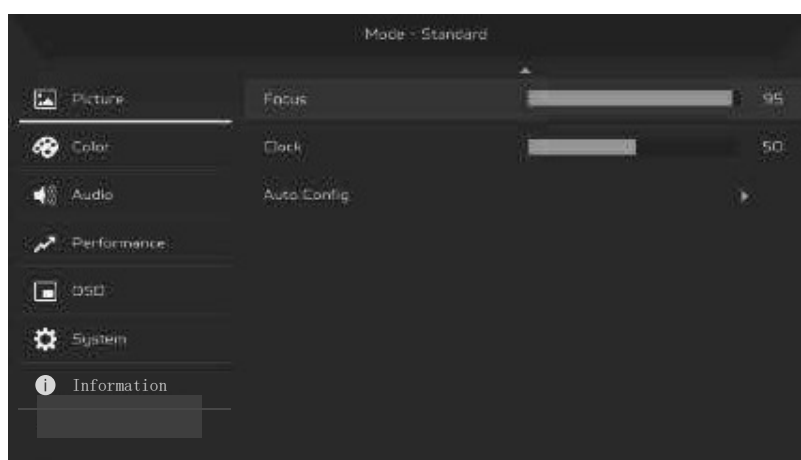 Mode - Standard
Picture
Focus 95
Color
Clock 50
Audio
Auto Config
Performance
OSD
System
Information